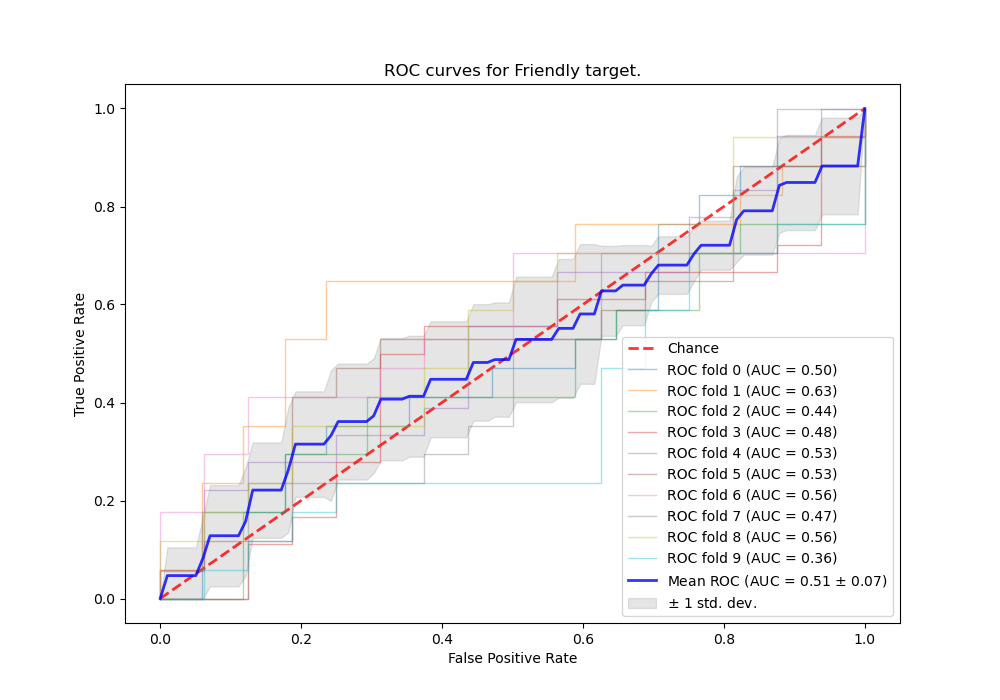 ROC curves for Friendly target.
True Positive Rate
1.0
0.8
0.6
0.4
0.2
0.0
0.0 0.2 0.4 0.6 0.8 1.0
False Positive Rate
Chance
ROC fold 0 (AUC = 0.50)
ROC fold 1 (AUC = 0.63)
ROC fold 2 (AUC = 0.44)
ROC fold 3 (AUC = 0.48)
ROC fold 4 (AUC = 0.53)
ROC fold 5 (AUC = 0.53)
ROC fold 6 (AUC = 0.56)
ROC fold 7 (AUC = 0.47)
ROC fold 8 (AUC = 0.56)
ROC fold 9 (AUC = 0.36)
Mean ROC (AUC = 0.51 ± 0.07)
± 1 std. dev.